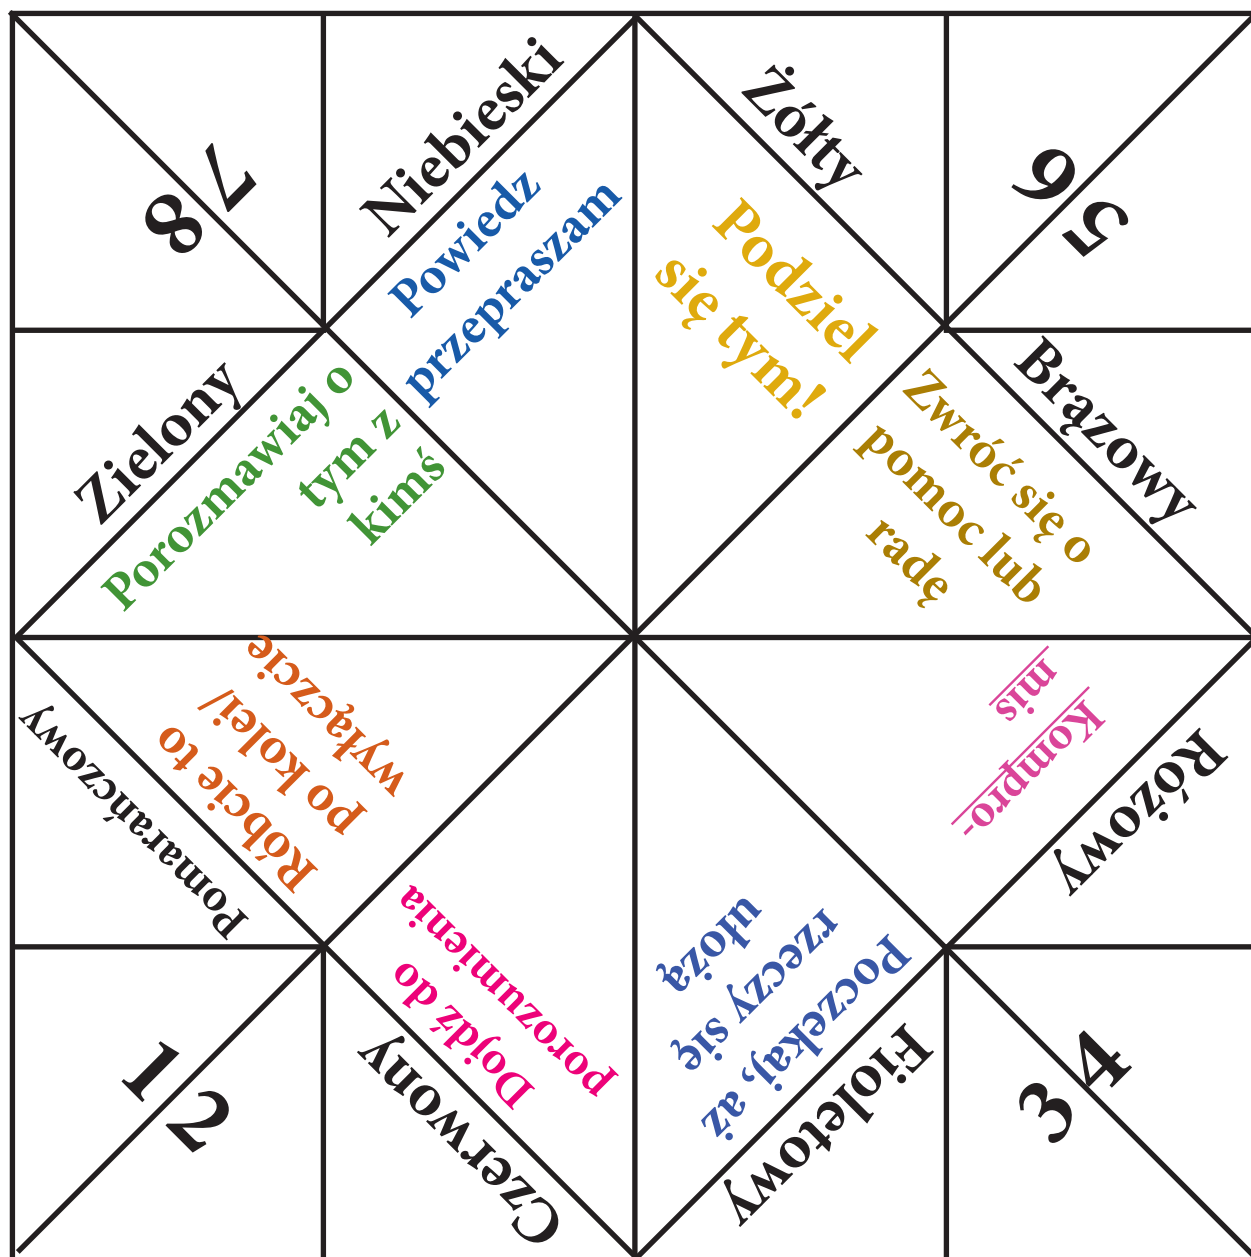 7
8
Niebieski
Powiedz
przepraszam
Żółty
Podziel
się tym!
6
5
Zielony
Porozmawiaj o
tym z
kimś
Brązowy
Zwróć się o
pomoc lub
radę
Pomarańczowy
Róbcie to
po kolei/
wyłączcie
Różowy
Kompro-
mis
1
2
Czerwony
Dojdź do
porozumienia
Fioletowy
Poczekaj, aż
rzeczy się
ułożą
3
4